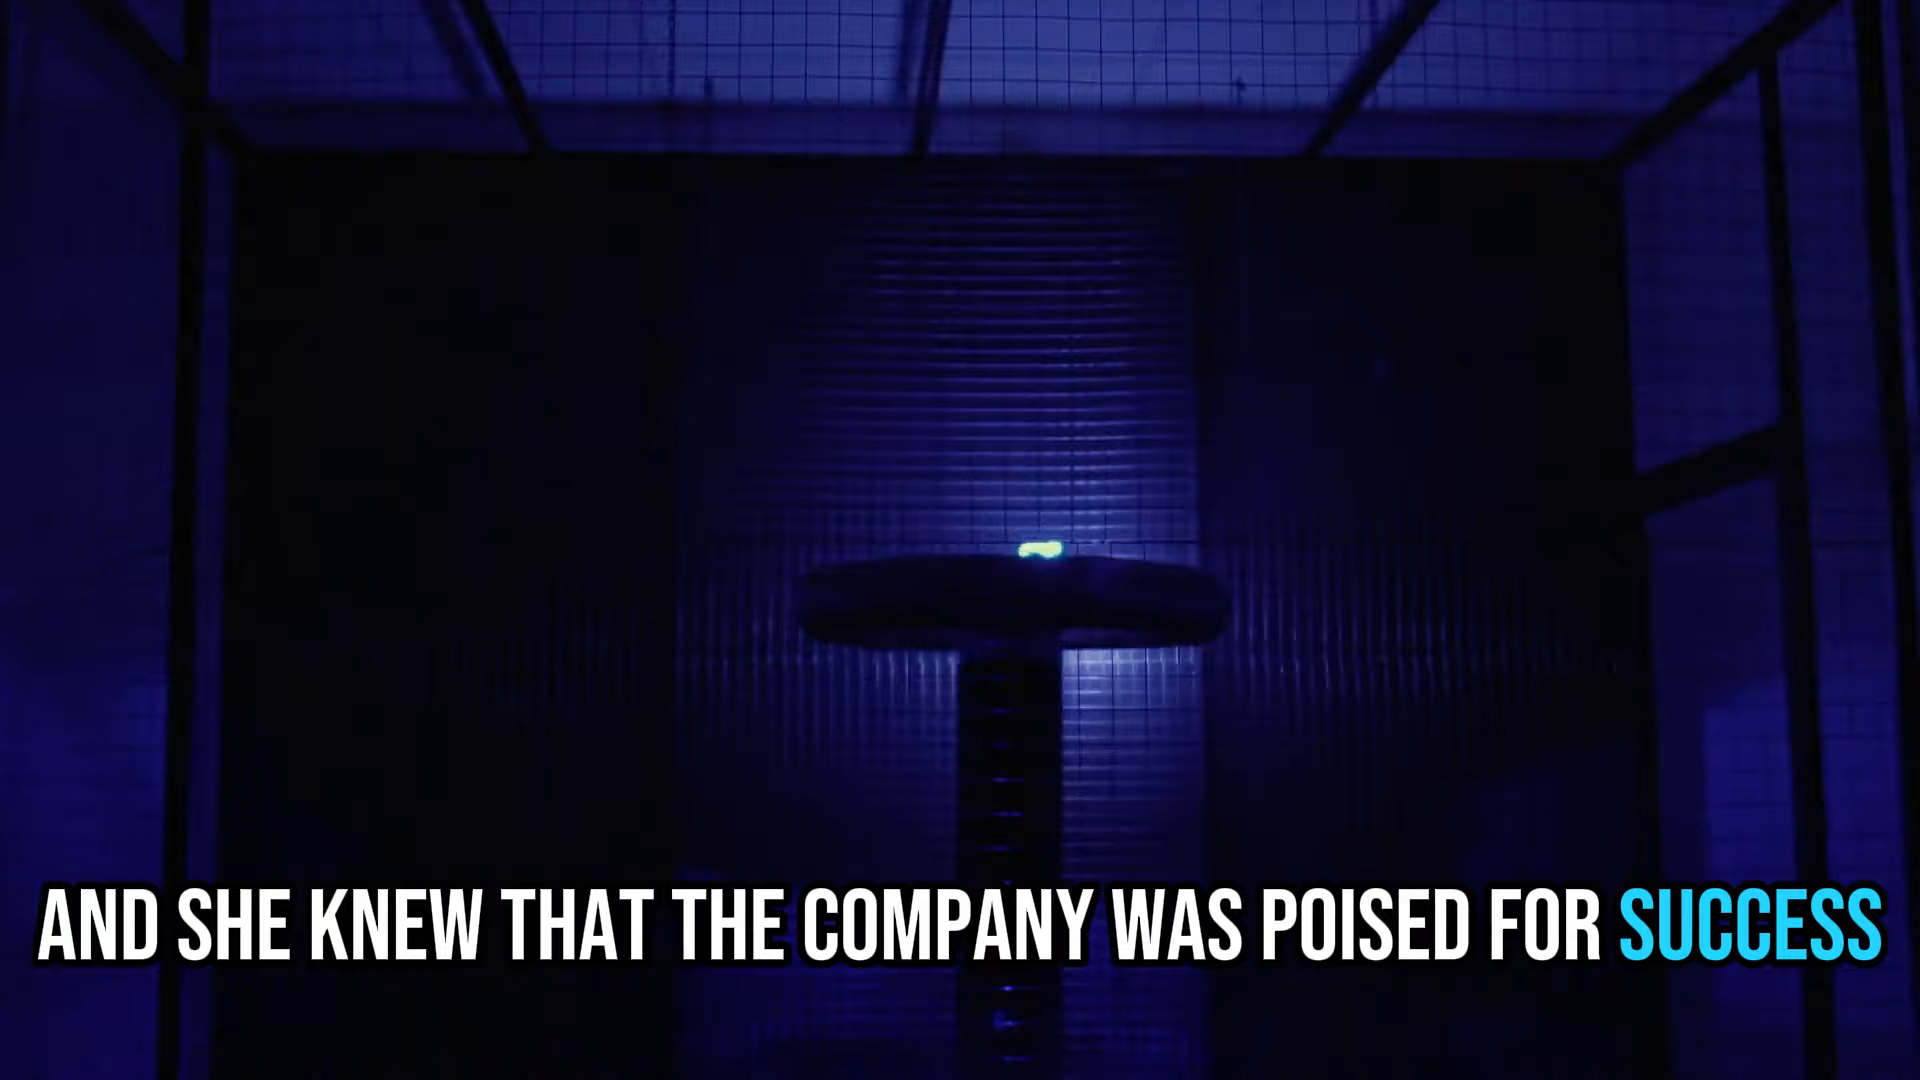 AND SHE KNEW THAT THE COMPANY WAS POISED FOR SUCCESS